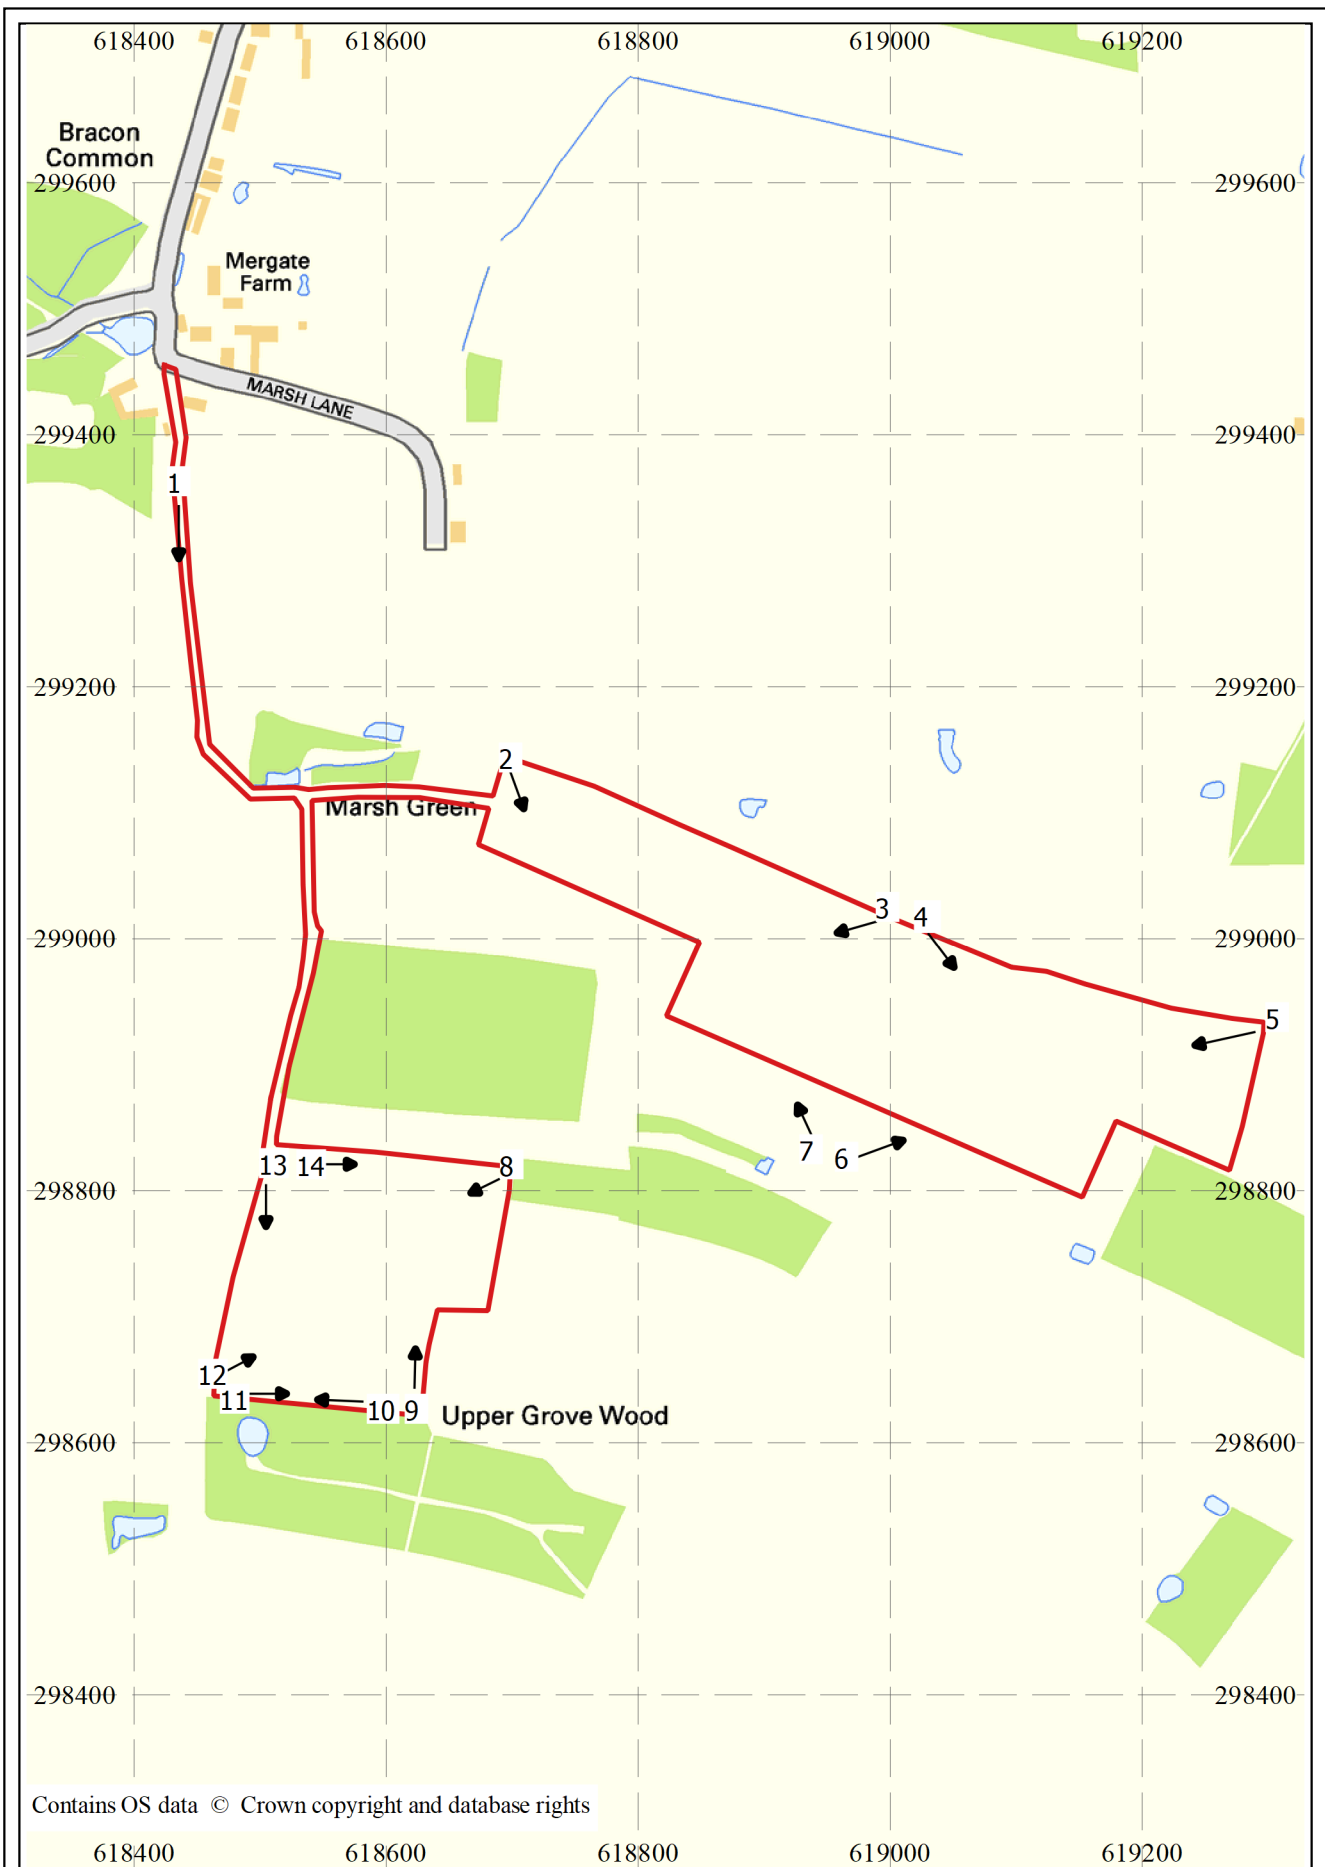 618400 618600 618800 619000 619200
Bracon
Common
299600 299600
Mergate
Farm
MARSH LANE
299400 299400
1
299200 299200
2
Marsh Green
3 4
299000 299000
5
7
6
13 14 8
298800 298800
12
11 10 9
Upper Grove Wood
298600 298600
298400 298400
Contains OS data © Crown copyright and database rights
618400 618600 618800 619000 619200